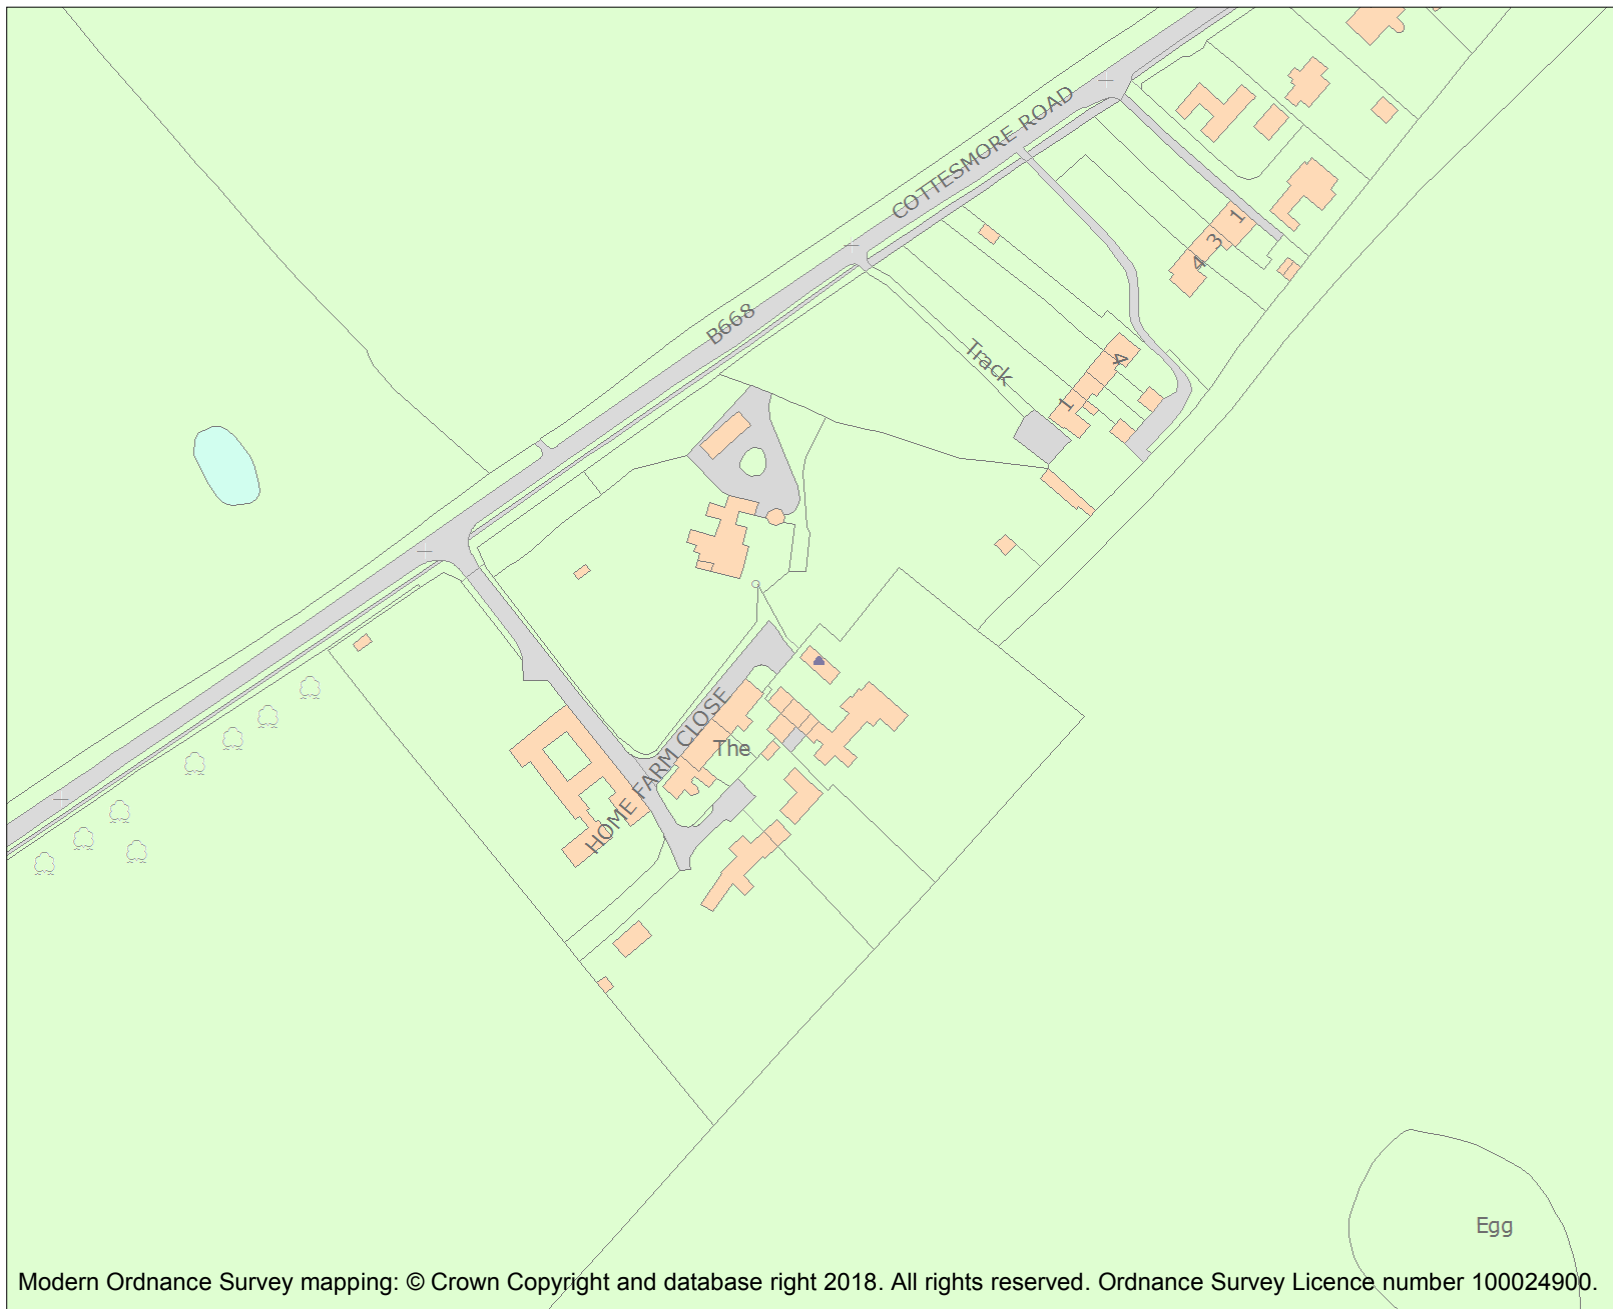 COTTESMORE ROAD
1
3
4
B668
Track
4
1
The
HOME FARM CLOSE
Egg
Modern Ordnance Survey mapping: © Crown Copyright and database right 2018. All rights reserved. Ordnance Survey Licence number 100024900.